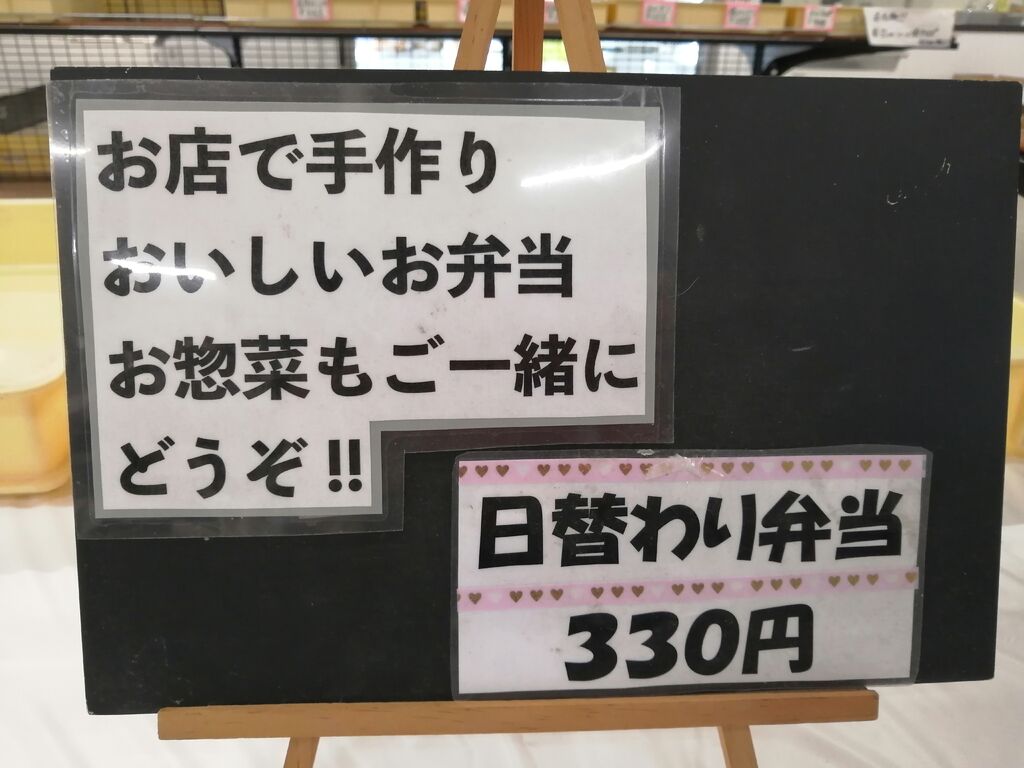 お店で手作り
おいしいお弁当
お惣菜もご一緒に
どうぞ!!
日替わり弁当
330円